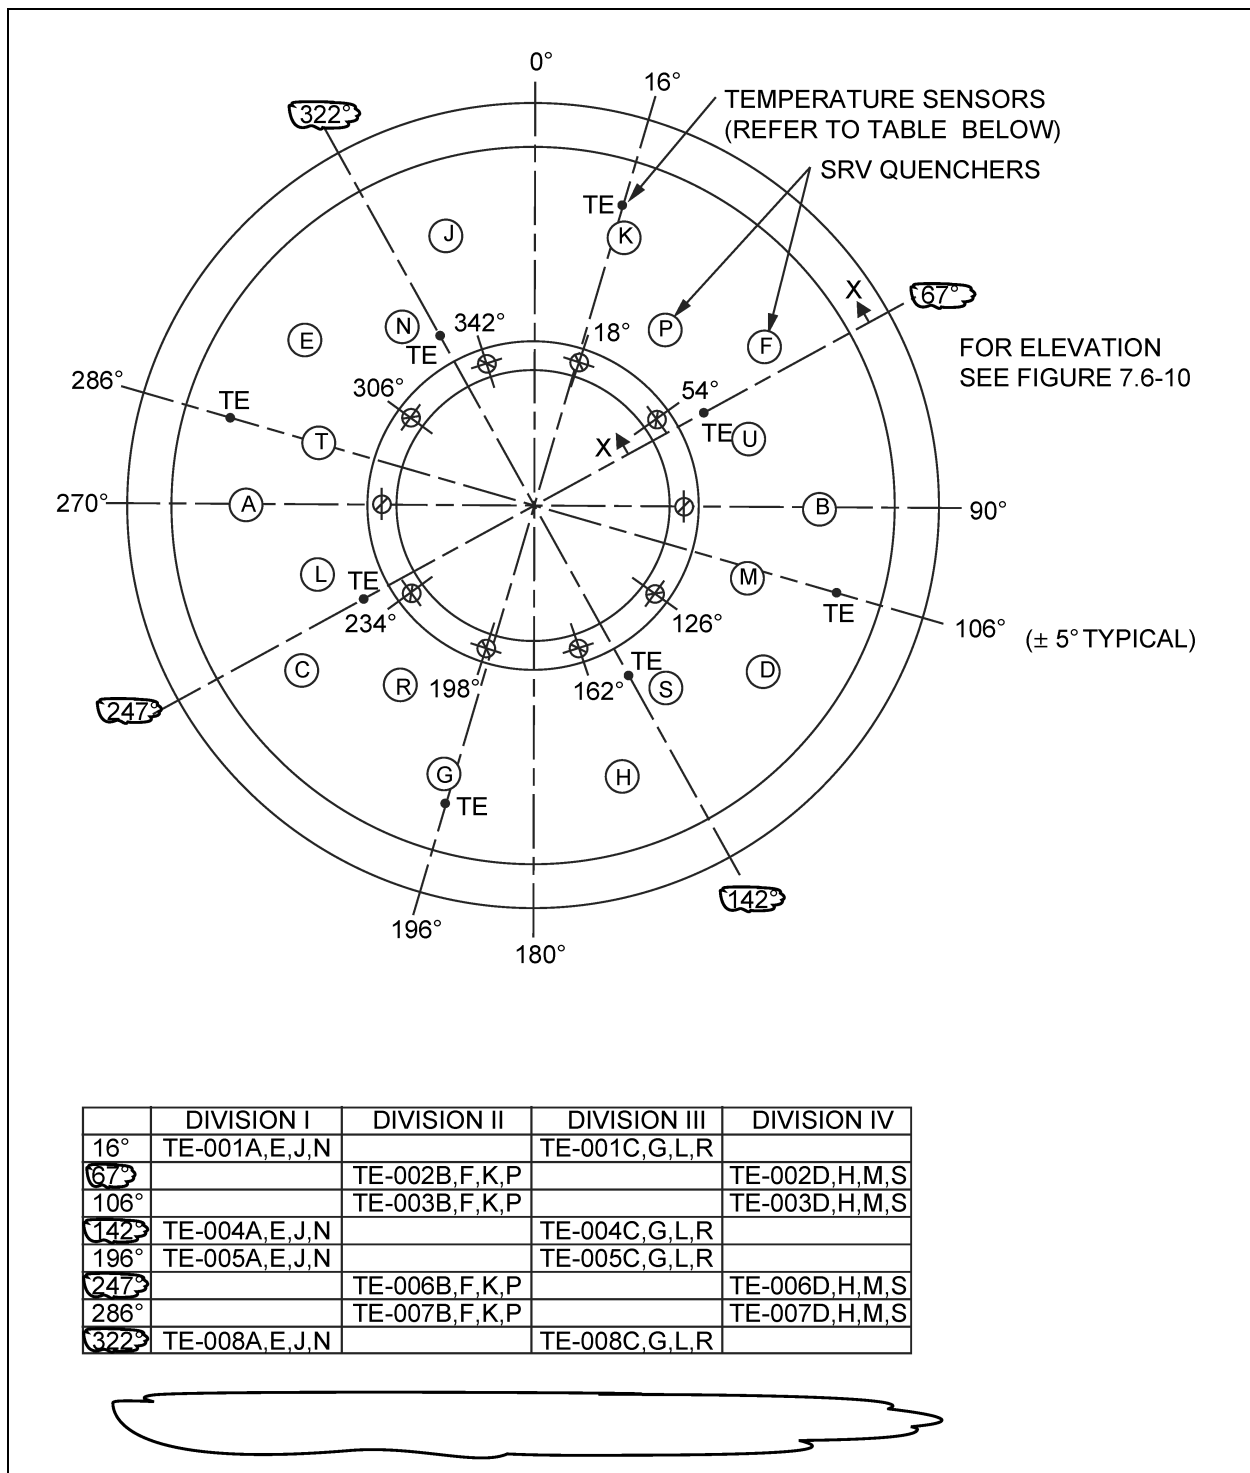 0°
16°
322°
TEMPERATURE SENSORS
(REFER TO TABLE  BELOW)
SRV QUENCHERS
TE
J
K
67°
X
N
342°
18°
P
F
E
TE
FOR ELEVATION
SEE FIGURE 7.6-10
286°
306°
54°
TE
TE
U
T
X
270°
A
B
90°
L
TE
M
TE
234°
126°
106°
(± 5° TYPICAL)
C
R
198°
162°
TE
S
D
247°
G
H
TE
142°
196°
180°
DIVISION I DIVISION II DIVISION III DIVISION IV
16° TE-001A,E,J,N TE-001C,G,L,R
67° TE-002B,F,K,P TE-002D,H,M,S
106° TE-003B,F,K,P TE-003D,H,M,S
142° TE-004A,E,J,N TE-004C,G,L,R
196° TE-005A,E,J,N TE-005C,G,L,R
247° TE-006B,F,K,P TE-006D,H,M,S
286° TE-007B,F,K,P TE-007D,H,M,S
322° TE-008A,E,J,N TE-008C,G,L,R